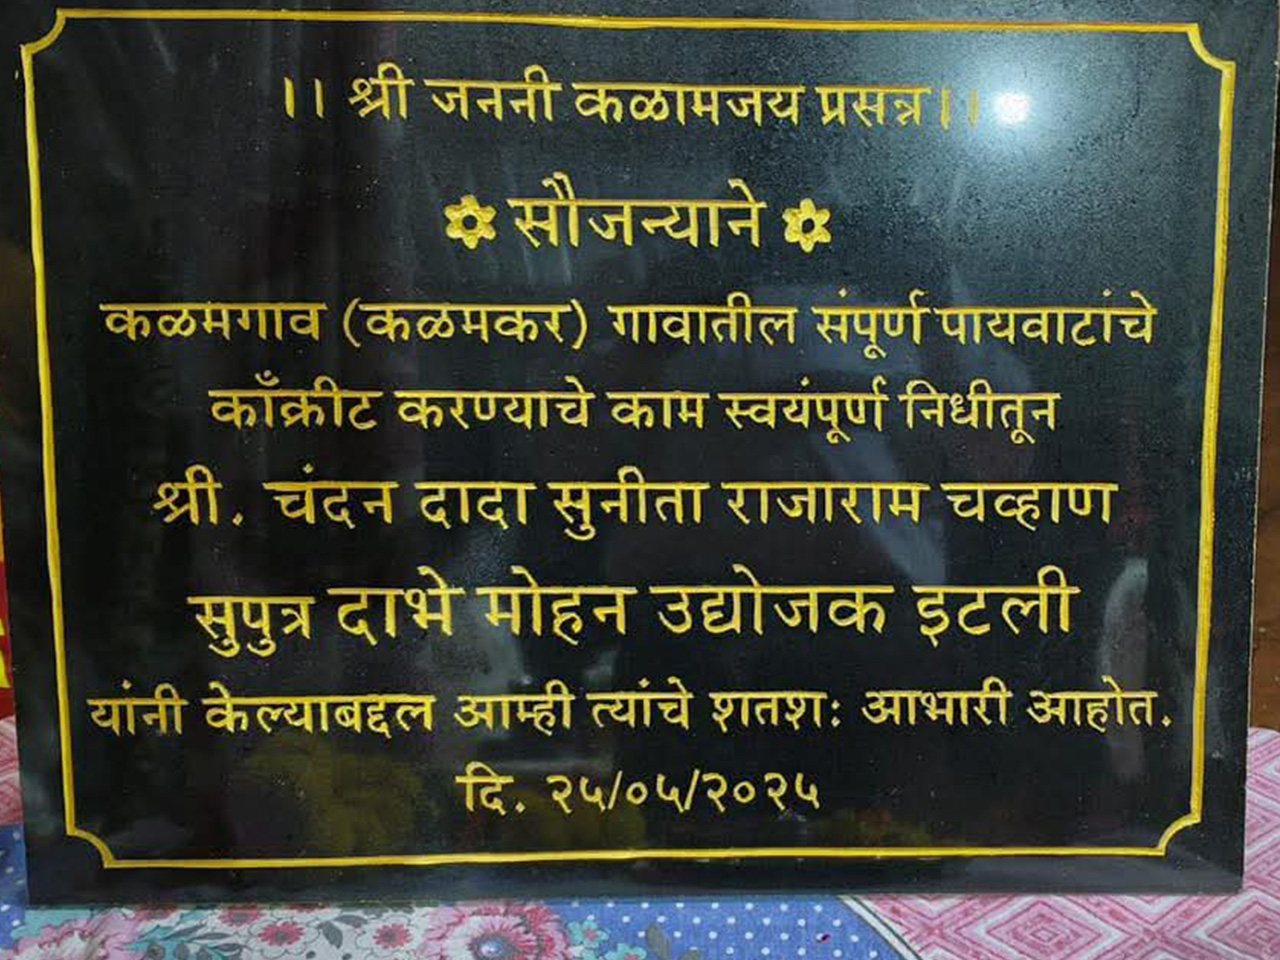 ।। श्री जननी कळामजय प्रसन्न।।
सौजन्याने
कळमगाव (कळमकर) गावातील संपूर्ण पायवाटांचे
काँक्रीट करण्याचे काम स्वयंपूर्ण निधीतून
श्री. चंदन दादा सुनीता राजाराम चव्हाण
सुपुत्र दाभे मोहन उद्योजक इटली
यांनी केल्याबद्दल आम्ही त्यांचे शतशः आभारी आहोत.
दि. २५/०५/२०२५